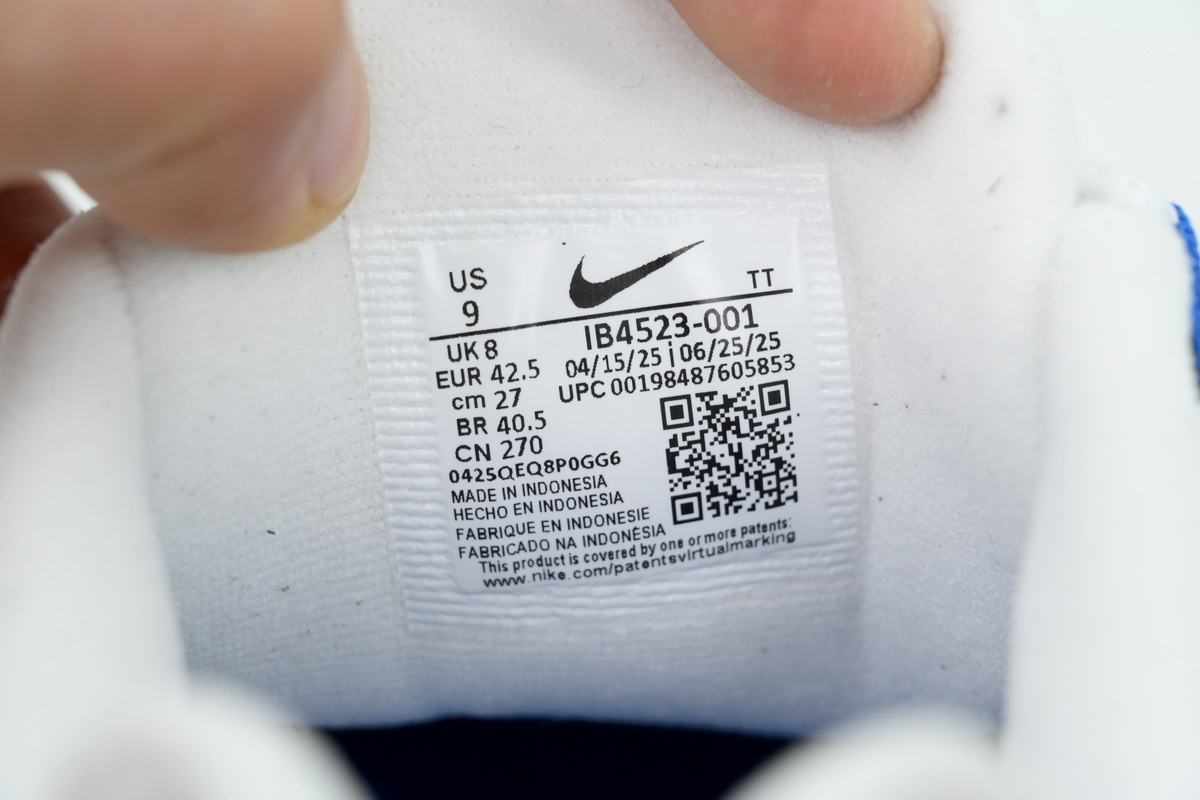 US
9
TT
UK 8
EUR 42.5
cm 27
BR 40.5
CN 270
IB4523-001
04/15/25 | 06/25/25
UPC 00198487605853
0425QEQ8P0GG6
MADE IN INDONESIA
HECHO EN INDONESIA
FABRIQUE EN INDONESIE
FABRICADO NA INDONÉSIA
This product is covered by one or more patents:
www.nike.com/patentsvirtualmarking